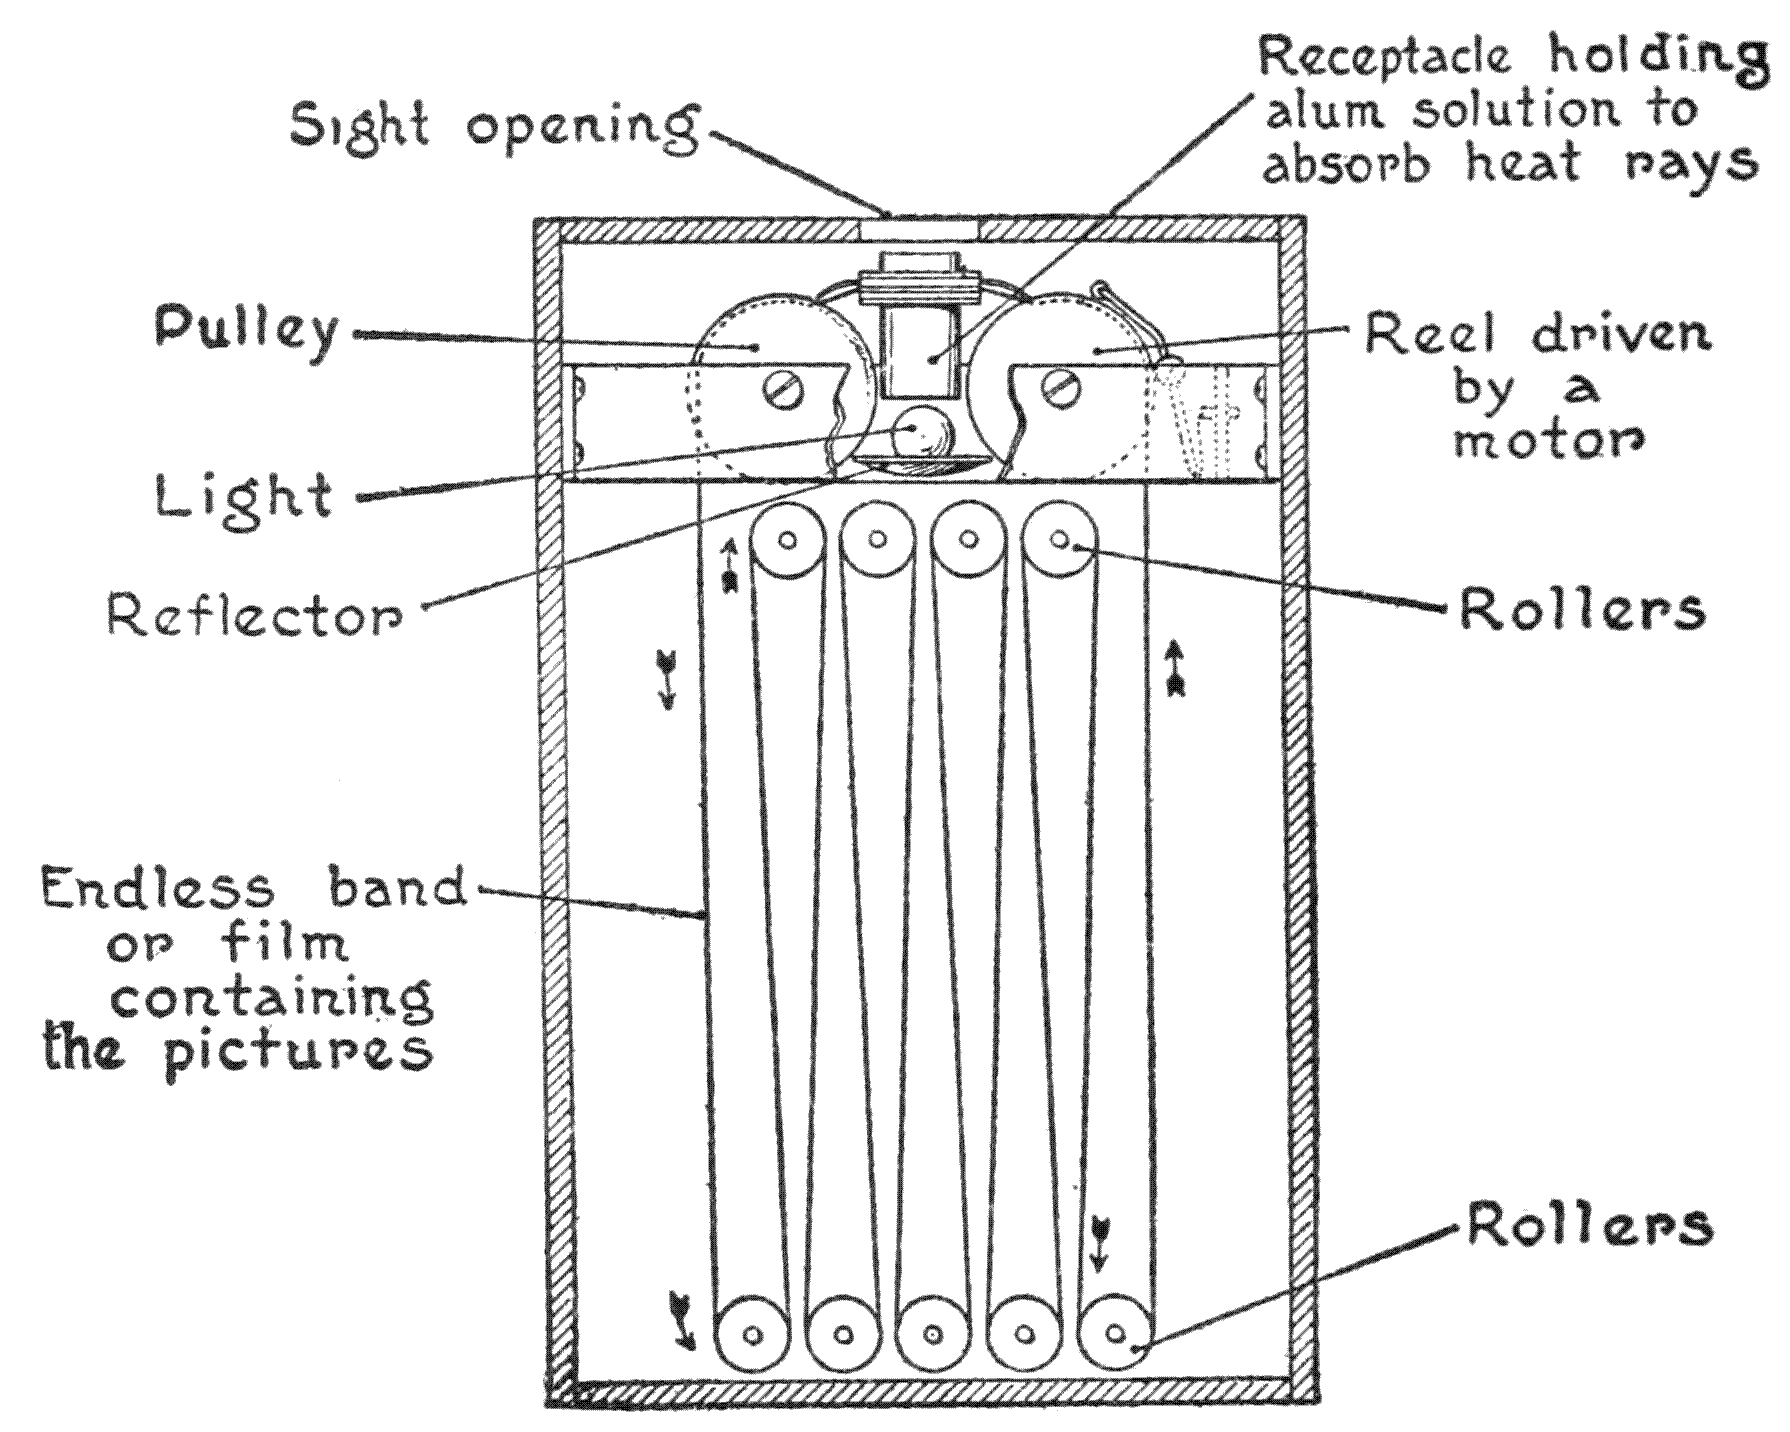 Sight opening
Receptacle holding
alum solution to
absorb heat rays
Pulley
Reel driven
by a
motor
Light
Reflector
Rollers
Endless band
or film
containing
the pictures
Rollers